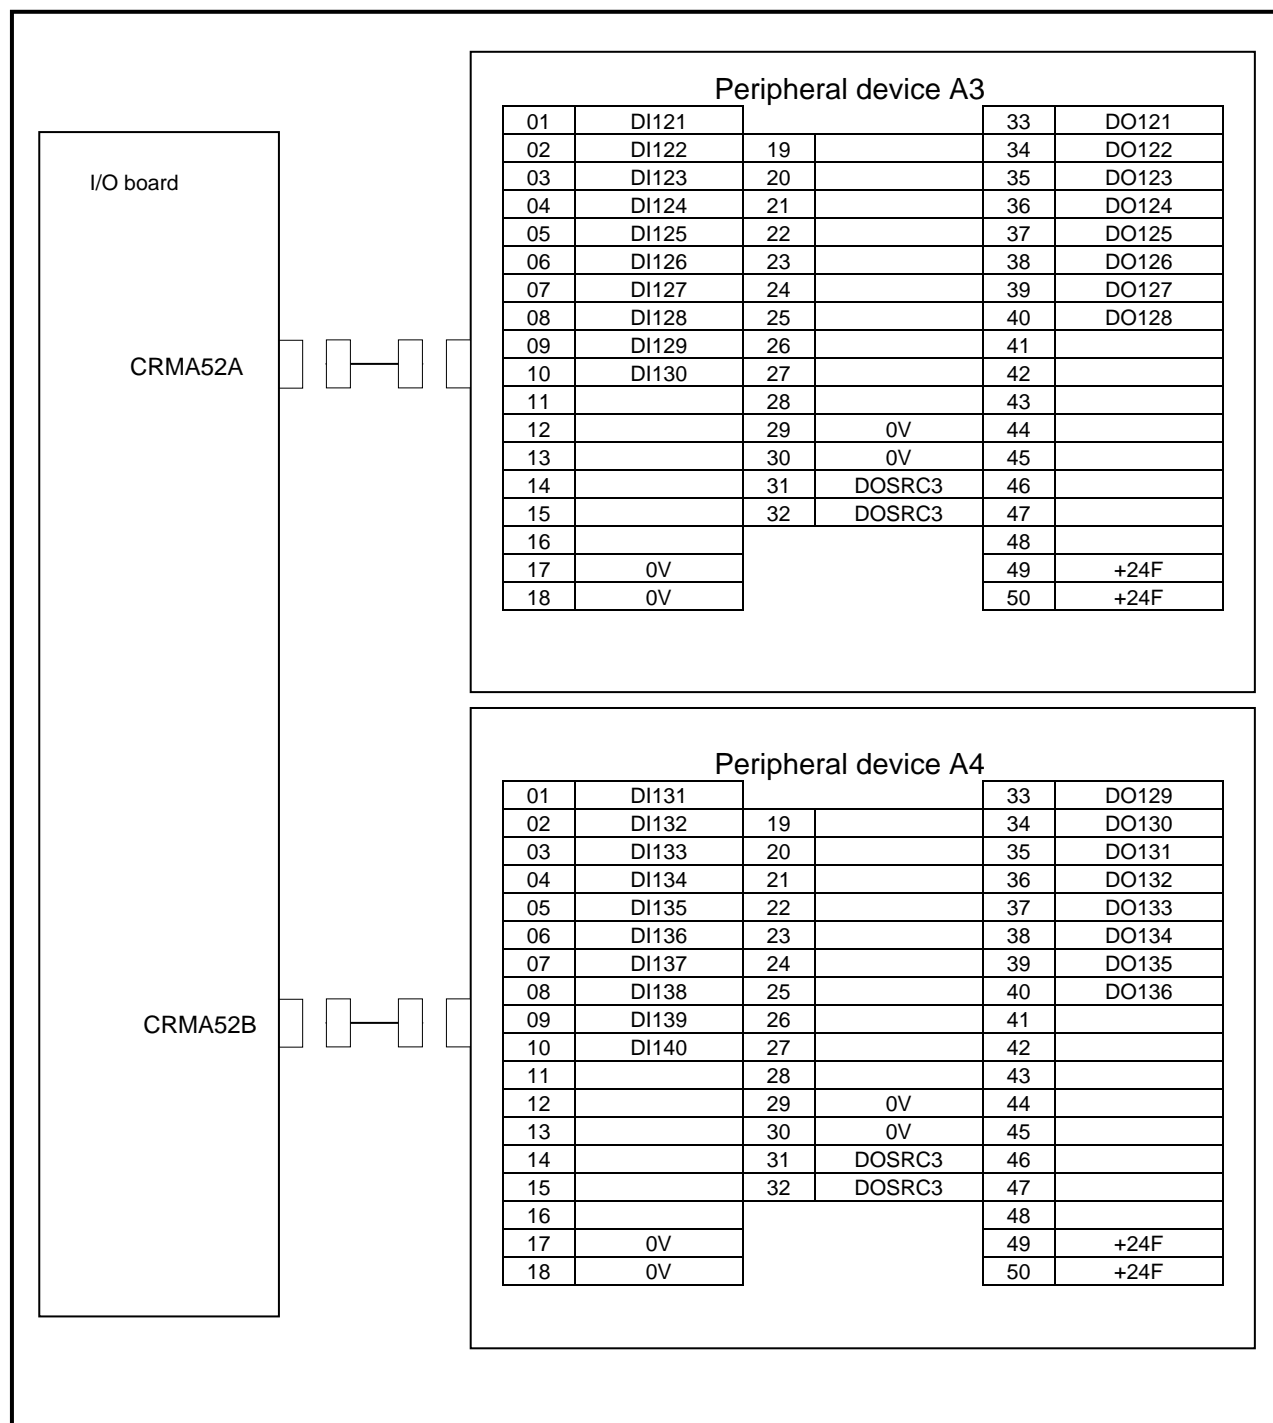 Peripheral device A3
01 DI121 33 DO121
02 DI122 19 34 DO122
I/O board
03 DI123 20 35 DO123
04 DI124 21 36 DO124
05 DI125 22 37 DO125
06 DI126 23 38 DO126
07 DI127 24 39 DO127
08 DI128 25 40 DO128
09 DI129 26 41
CRMA52A
10 DI130 27 42
11 28 43
12 29 0V 44
13 30 0V 45
14 31 DOSRC3 46
15 32 DOSRC3 47
16 48
17 0V 49 +24F
18 0V 50 +24F
Peripheral device A4
01 DI131 33 DO129
02 DI132 19 34 DO130
03 DI133 20 35 DO131
04 DI134 21 36 DO132
05 DI135 22 37 DO133
06 DI136 23 38 DO134
07 DI137 24 39 DO135
08 DI138 25 40 DO136
CRMA52B
09 DI139 26 41
10 DI140 27 42
11 28 43
12 29 0V 44
13 30 0V 45
14 31 DOSRC3 46
15 32 DOSRC3 47
16 48
17 0V 49 +24F
18 0V 50 +24F